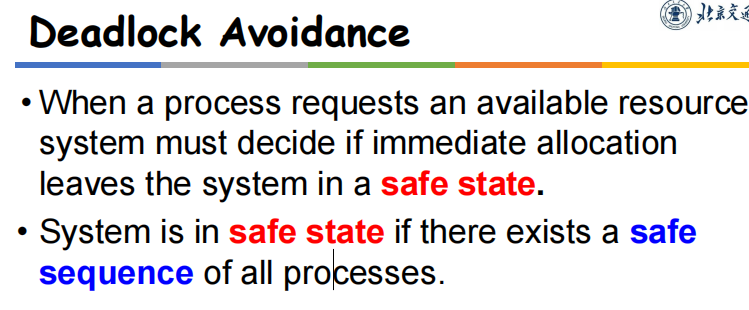 Deadlock Avoidance
北京交通
• When a process requests an available resource
system must decide if immediate allocation
leaves the system in a safe state.
• System is in safe state if there exists a safe
sequence of all processes.